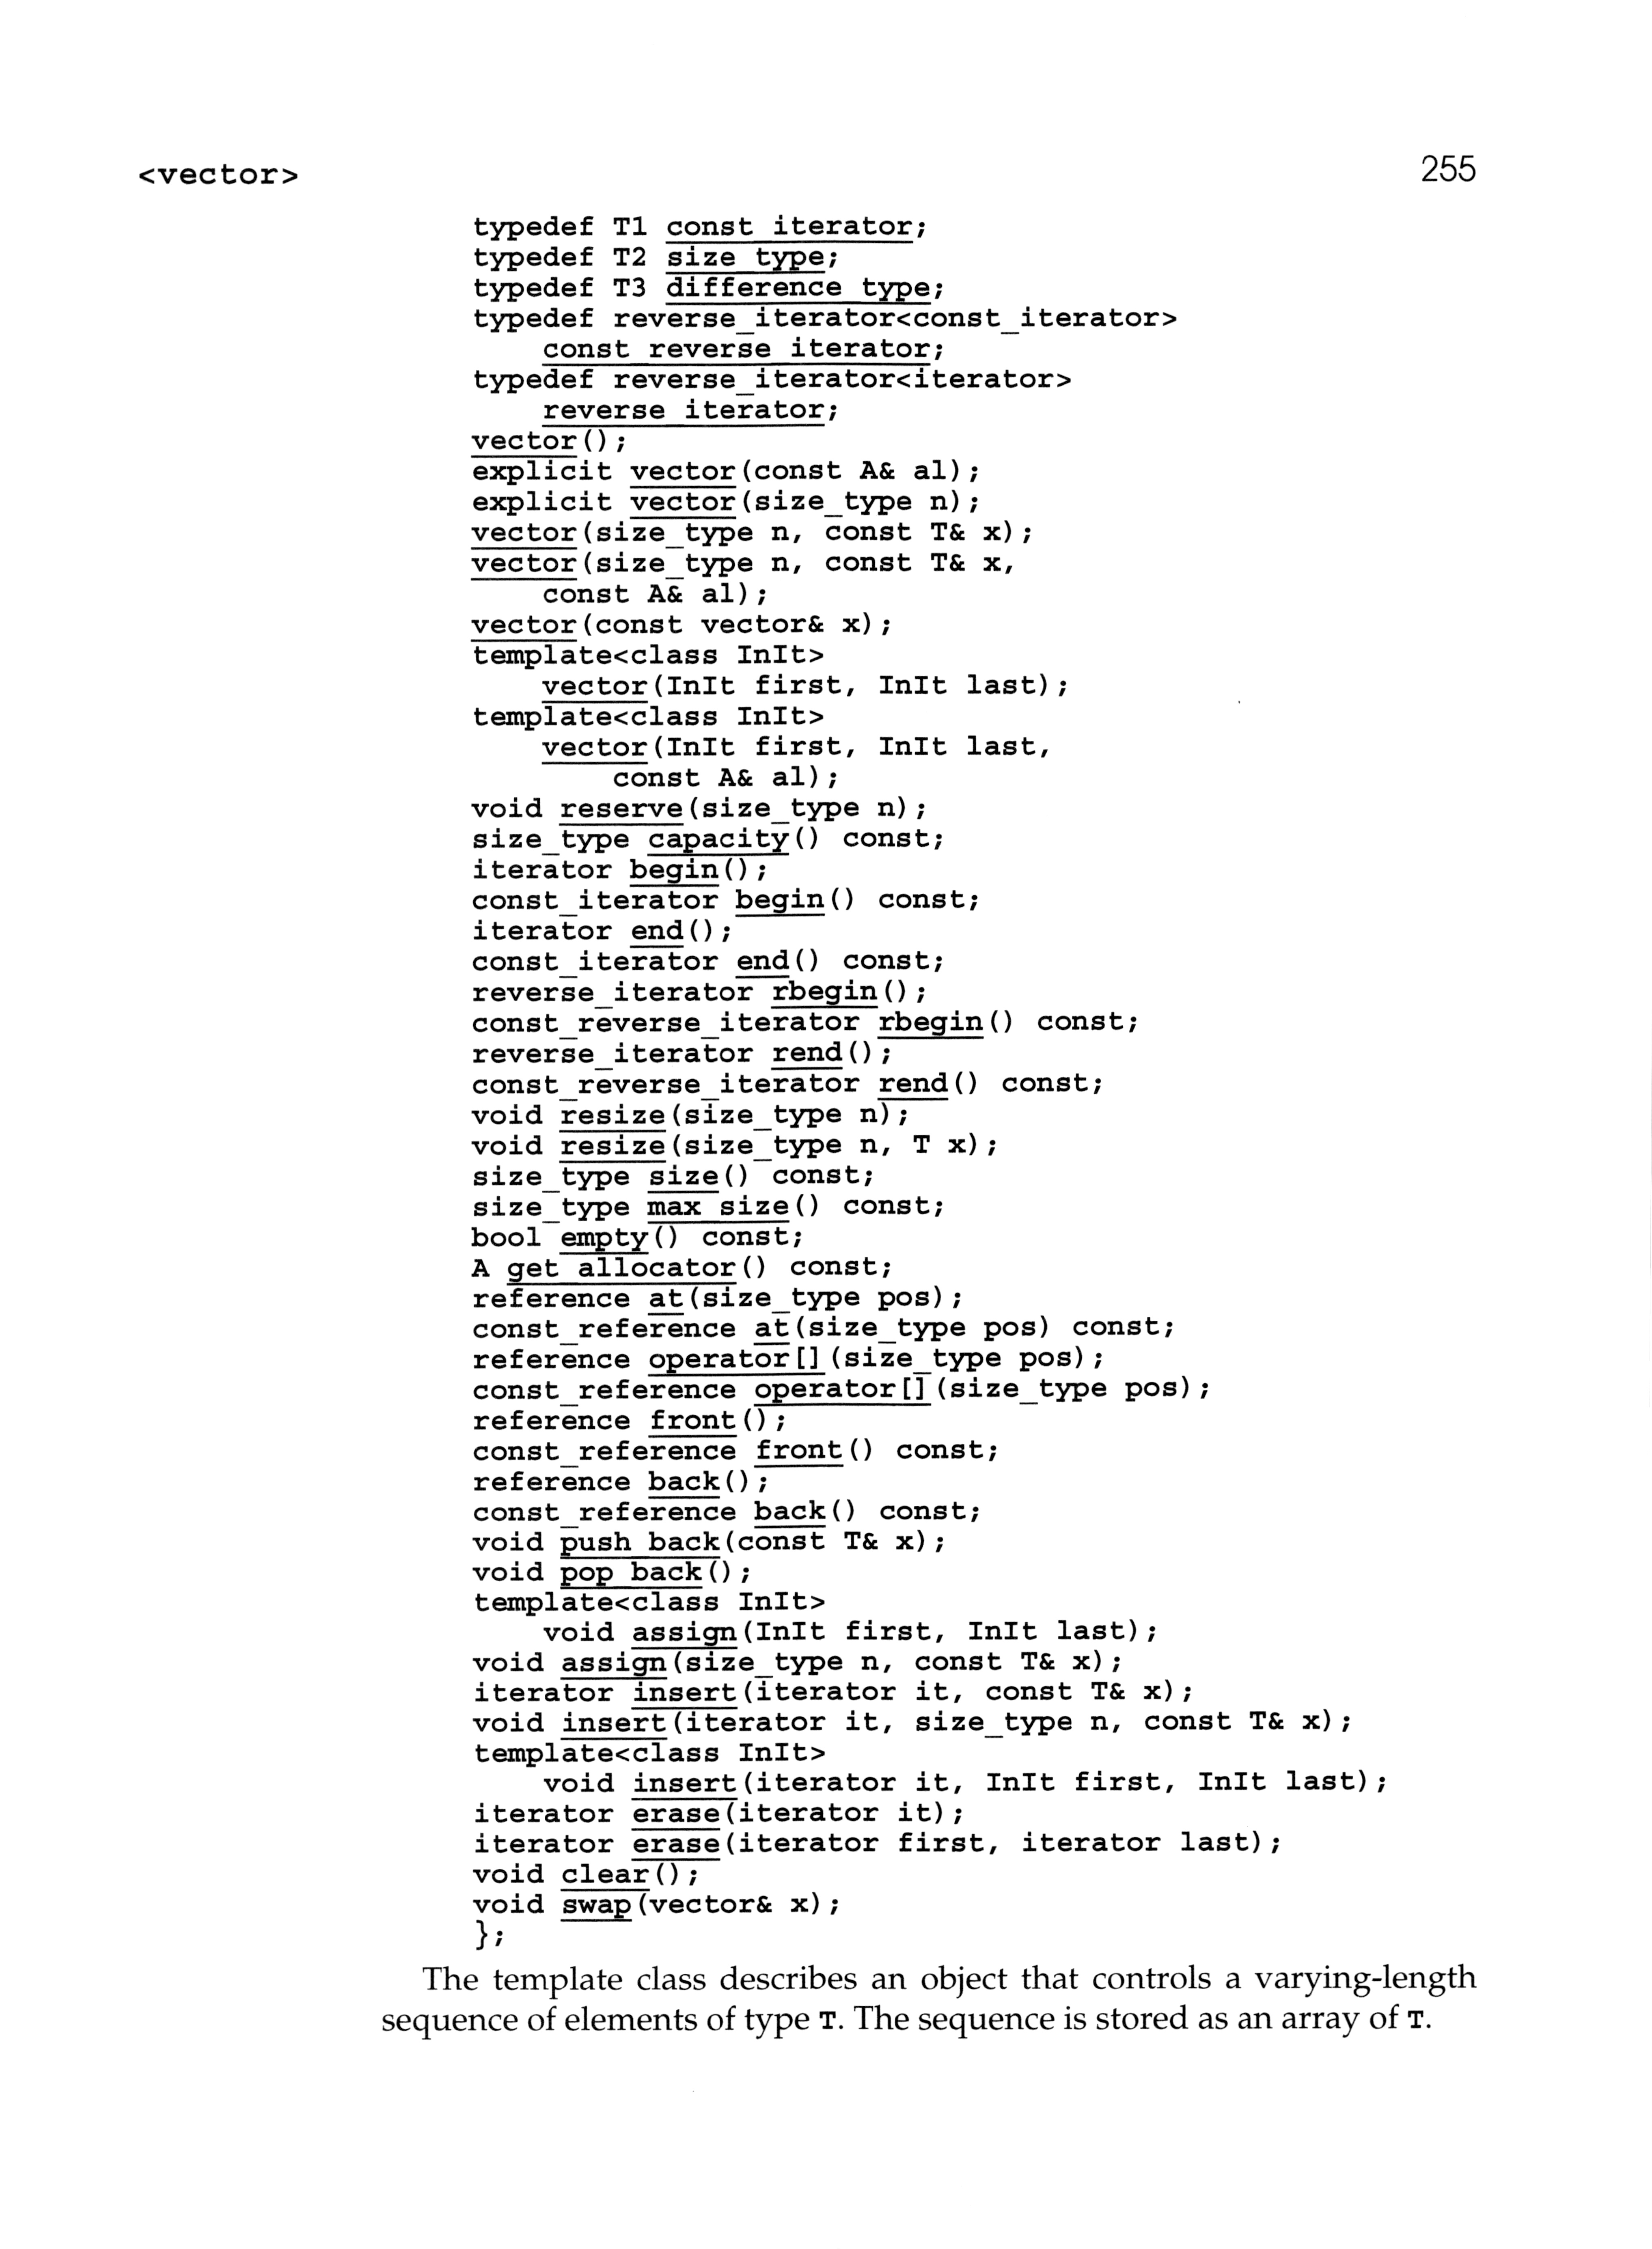 <vector>
255
typedef T1 const_iterator;
typedef T2 size_type;
typedef T3 difference_type;
typedef reverse_iterator<const_iterator>
    const_reverse_iterator;
typedef reverse_iterator<iterator>
    reverse_iterator;
vector();
explicit vector(const A& al);
explicit vector(size_type n);
vector(size_type n, const T& x);
vector(size_type n, const T& x,
    const A& al);
vector(const vector& x);
template<class InIt>
    vector(InIt first, InIt last);
template<class InIt>
    vector(InIt first, InIt last,
        const A& al);
void reserve(size_type n);
size_type capacity() const;
iterator begin();
const_iterator begin() const;
iterator end();
const_iterator end() const;
reverse_iterator rbegin();
const_reverse_iterator rbegin() const;
reverse_iterator rend();
const_reverse_iterator rend() const;
void resize(size_type n);
void resize(size_type n, T x);
size_type size() const;
size_type max_size() const;
bool empty() const;
A get_allocator() const;
reference at(size_type pos);
const_reference at(size_type pos) const;
reference operator[](size_type pos);
const_reference operator[](size_type pos);
reference front();
const_reference front() const;
reference back();
const_reference back() const;
void push_back(const T& x);
void pop_back();
template<class InIt>
    void assign(InIt first, InIt last);
void assign(size_type n, const T& x);
iterator insert(iterator it, const T& x);
void insert(iterator it, size_type n, const T& x);
template<class InIt>
    void insert(iterator it, InIt first, InIt last);
iterator erase(iterator it);
iterator erase(iterator first, iterator last);
void clear();
void swap(vector& x);
};
The template class describes an object that controls a varying-length
sequence of elements of type T. The sequence is stored as an array of T.